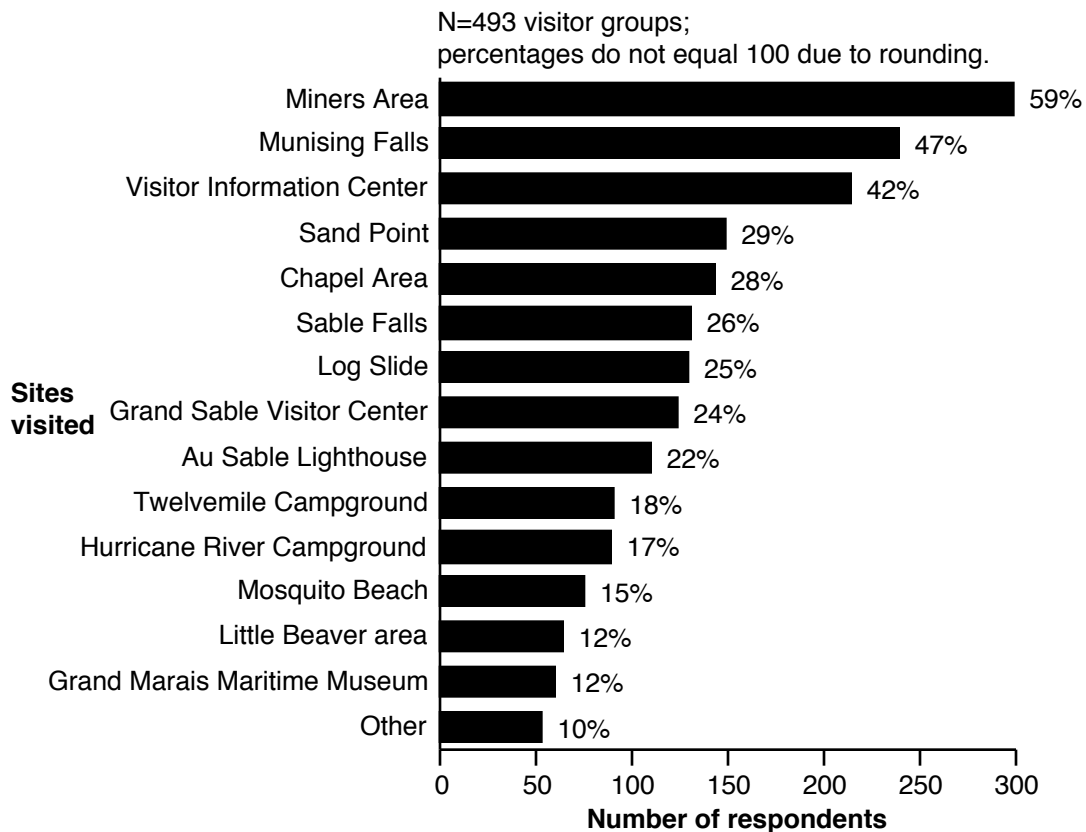 N=493 visitor groups;
percentages do not equal 100 due to rounding.
Miners Area 59%
Munising Falls 47%
Visitor Information Center 42%
Sand Point 29%
Chapel Area 28%
Sable Falls 26%
Log Slide 25%
Sites
visited
Grand Sable Visitor Center 24%
Au Sable Lighthouse 22%
Twelvemile Campground 18%
Hurricane River Campground 17%
Mosquito Beach 15%
Little Beaver area 12%
Grand Marais Maritime Museum 12%
Other 10%
0 50 100 150 200 250 300
Number of respondents